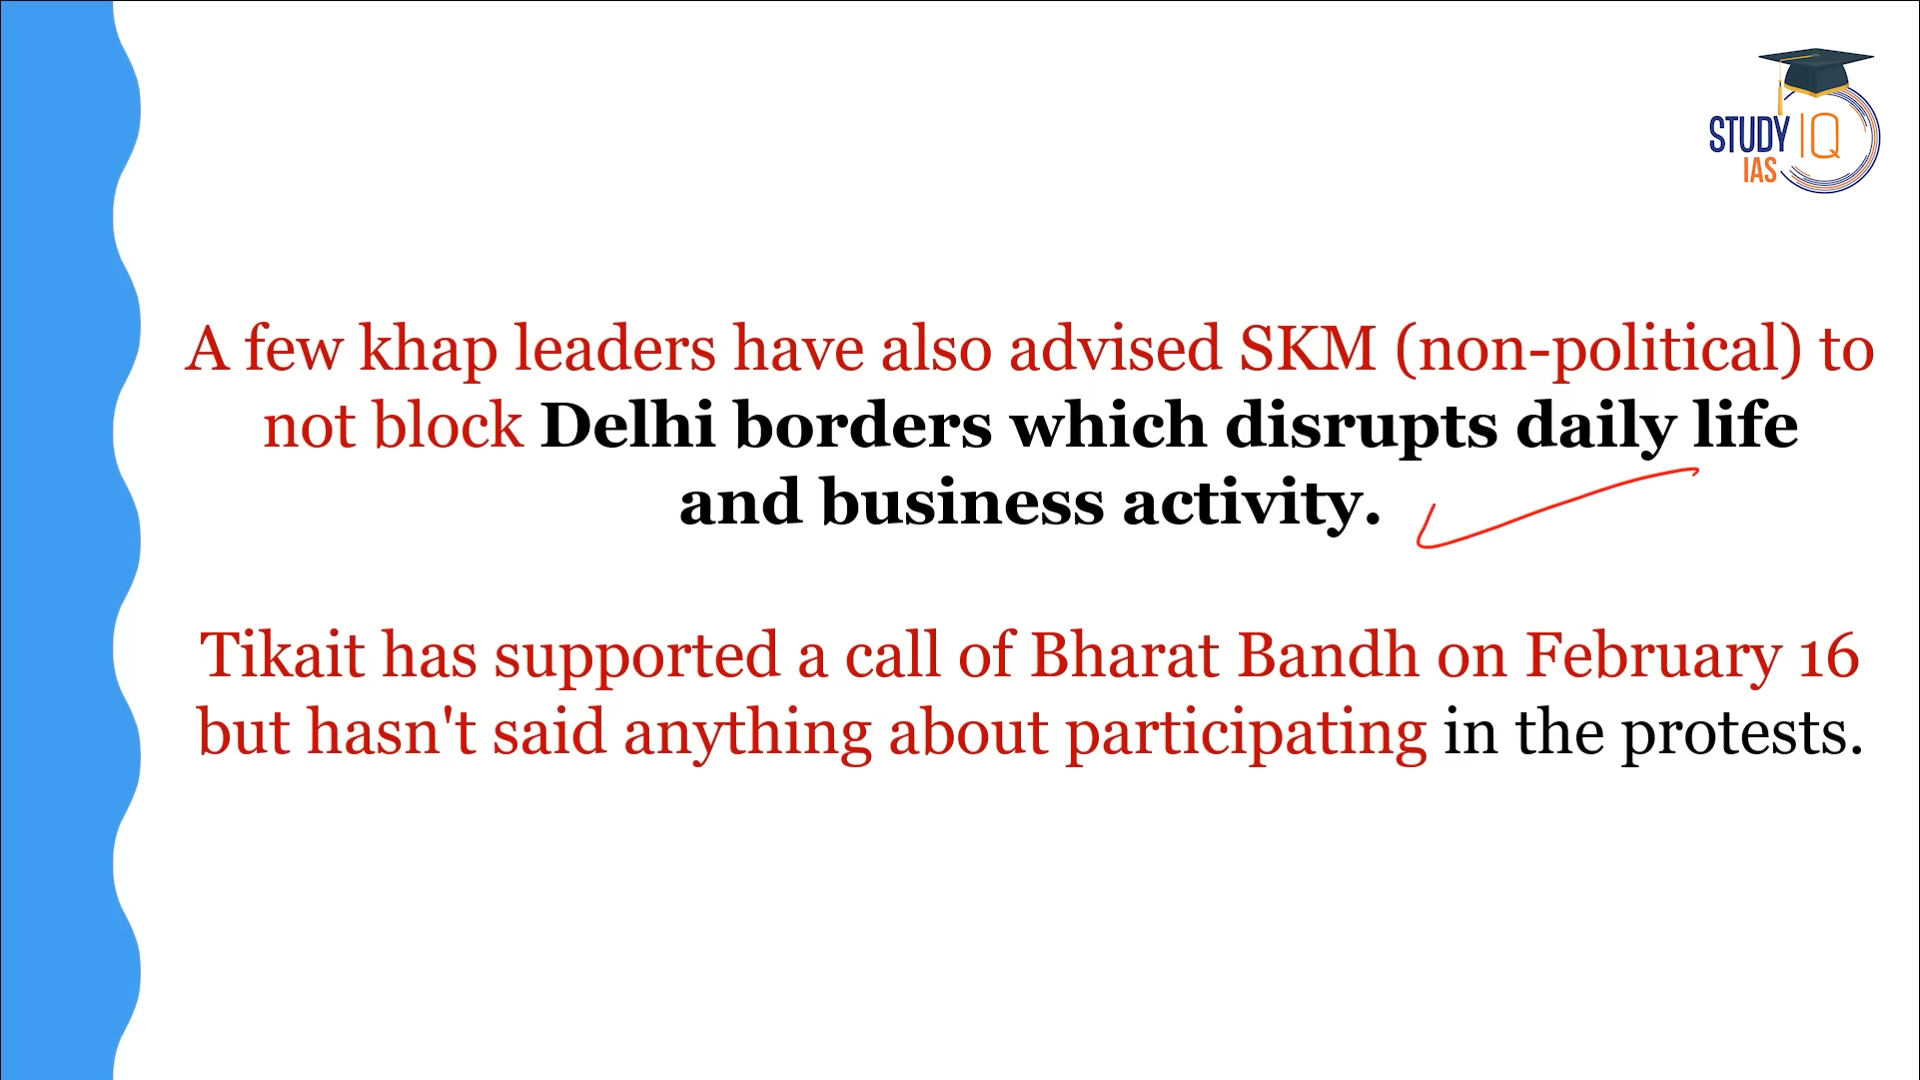 STUDY IQ
IAS
A few khap leaders have also advised SKM (non-political) to
not block Delhi borders which disrupts daily life
and business activity.
Tikait has supported a call of Bharat Bandh on February 16
but hasn't said anything about participating in the protests.